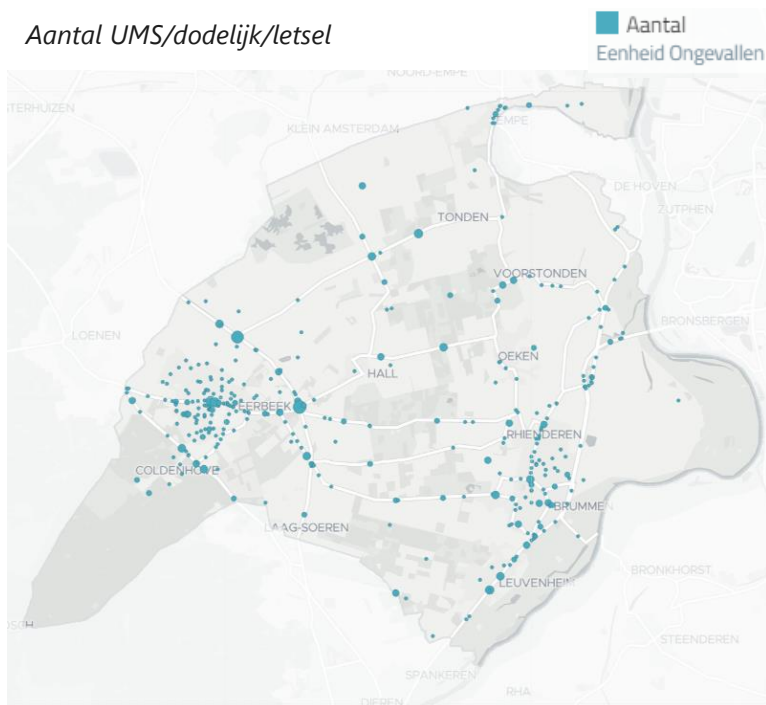 Aantal UMS/dodelijk/letsel
Aantal
Eenheid Ongevallen
NOORD-EMPE
KLEIN AMSTERDAM
EMPE
DE HOVEN
ZUTPHEN
TONDEN
VOORSTONDEN
BRONSBERGEN
LOENEN
OEKEN
HALL
EERBEEK
RHIENDEREN
COLDENHOVE
BRUMMEN
LAAG-SOEREN
LEUVENHEIM
BRONKHORST
STEENDEREN
SPANKEREN
RHA
DIEREN